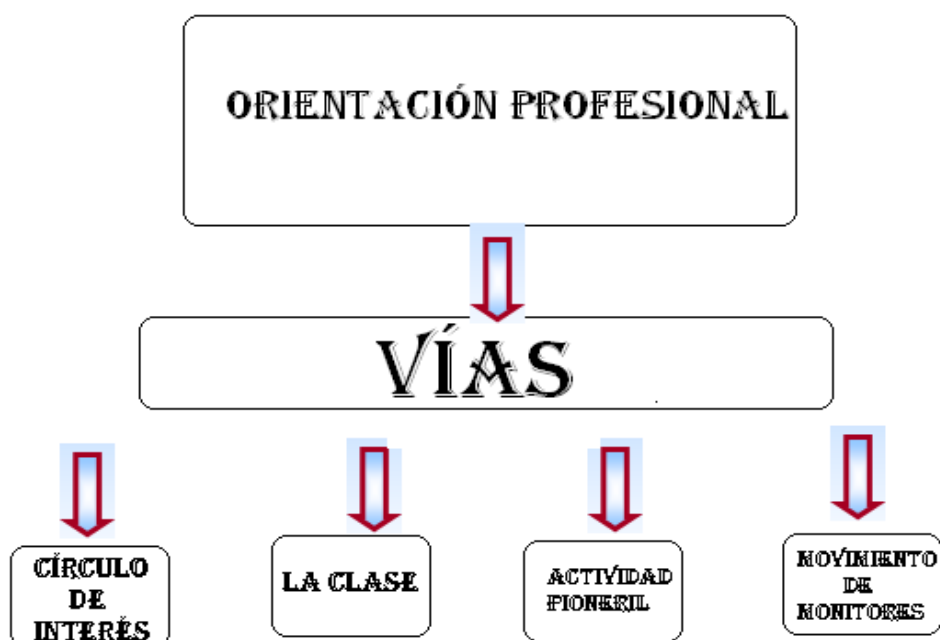 ORIENTACIÓN PROFESIONAL
VÍAS
CÍRCULO
DE
INTERÉS
LA CLASE
ACTIVIDAD
PIONERIL
MOVIMIENTO
DE
MONITORES